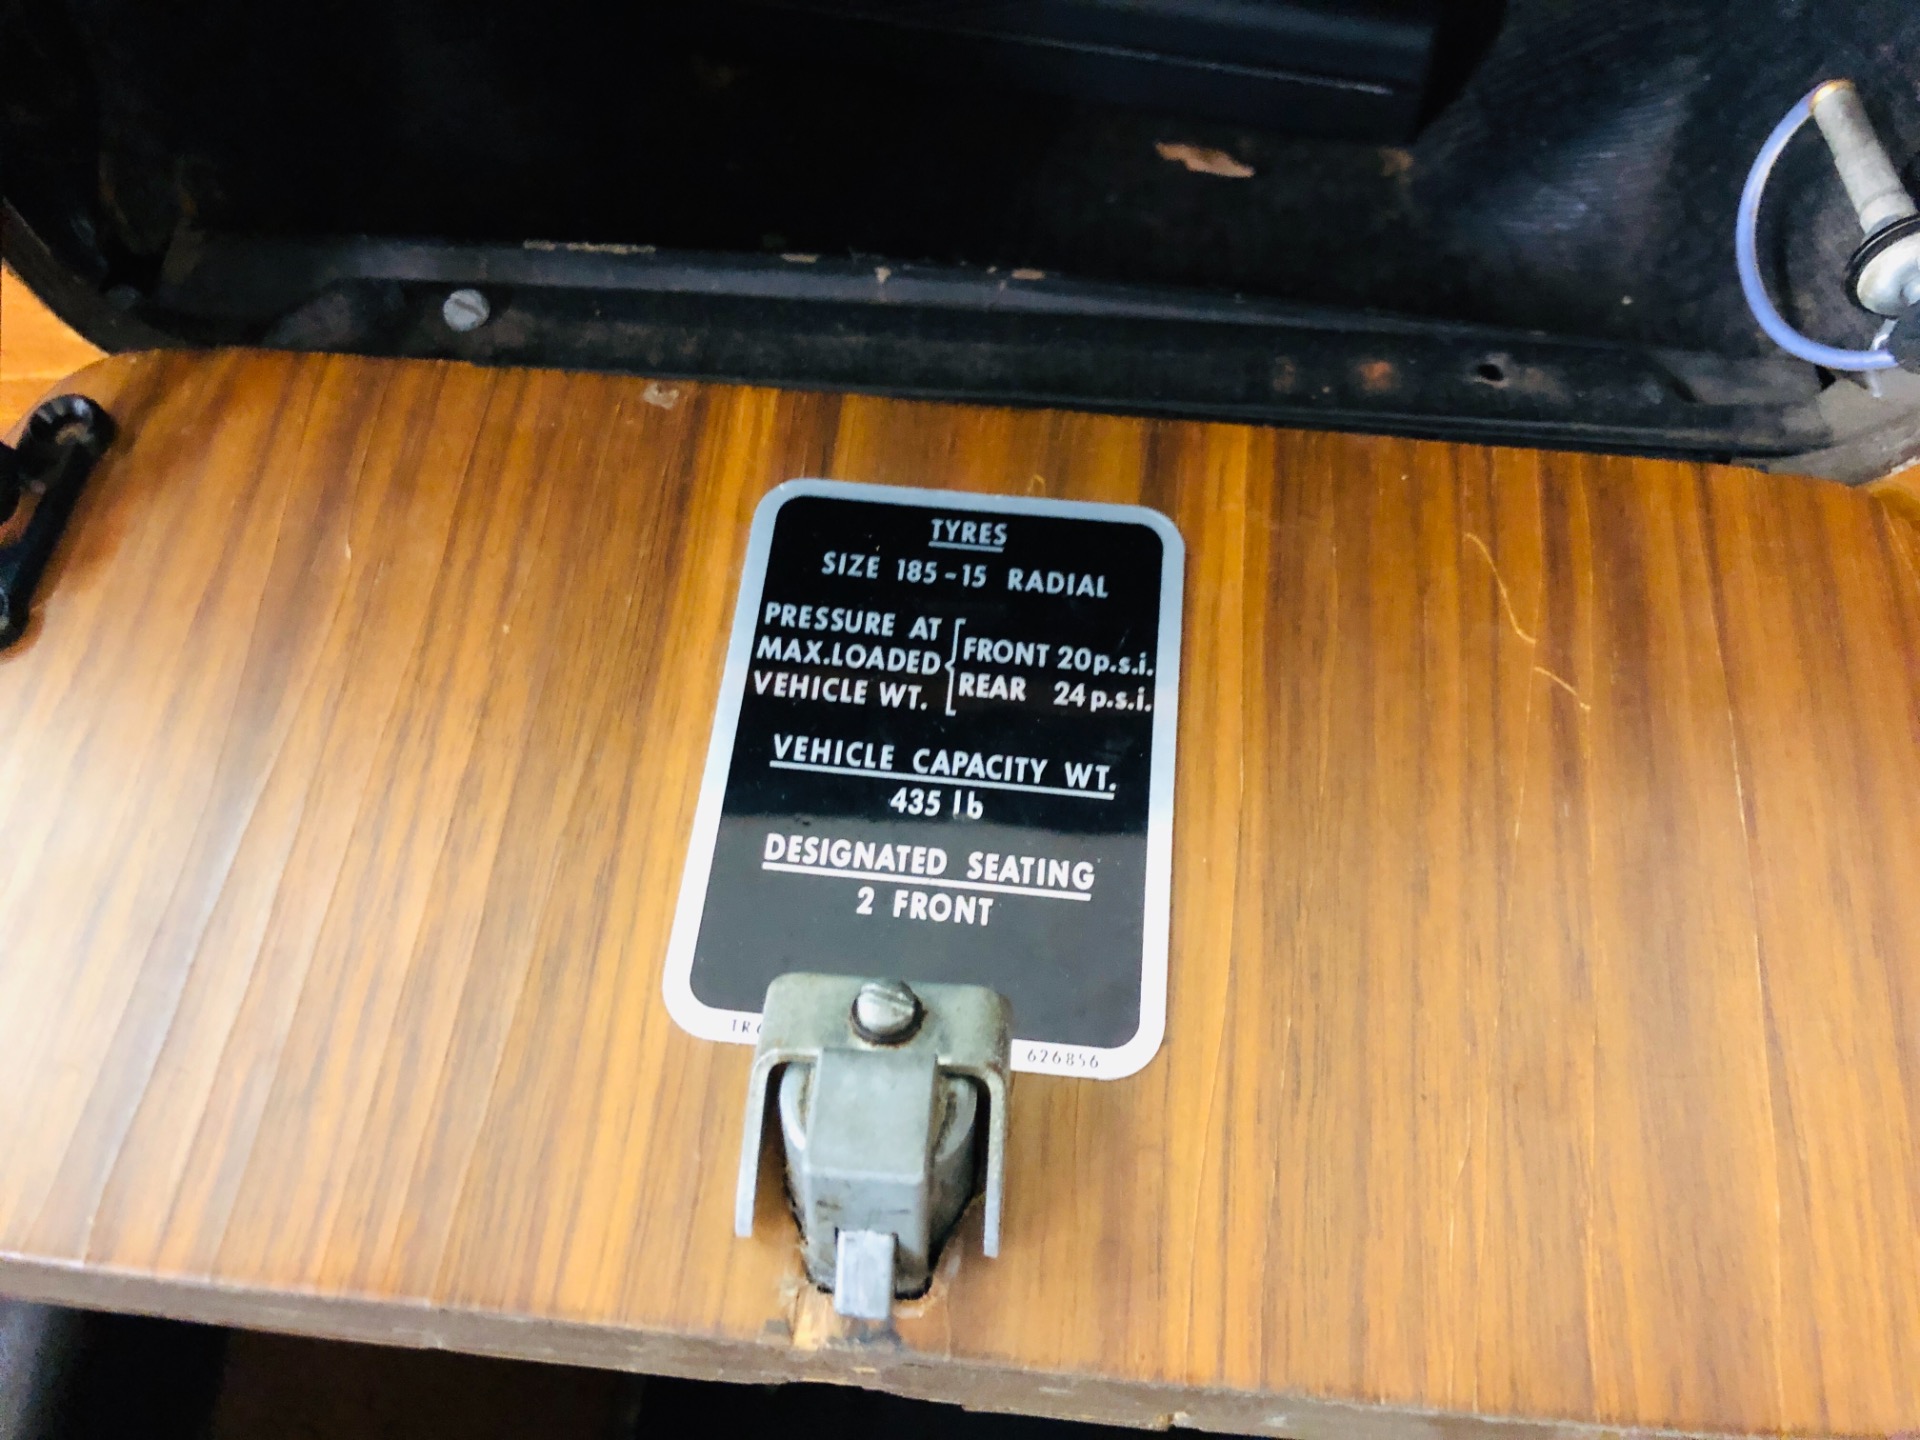 TYRES
SIZE 185-15 RADIAL
PRESSURE AT
MAX.LOADED
VEHICLE WT.
FRONT 20p.s.i.
REAR 24p.s.i.
VEHICLE CAPACITY WT.
435 lb
DESIGNATED SEATING
2 FRONT
626856